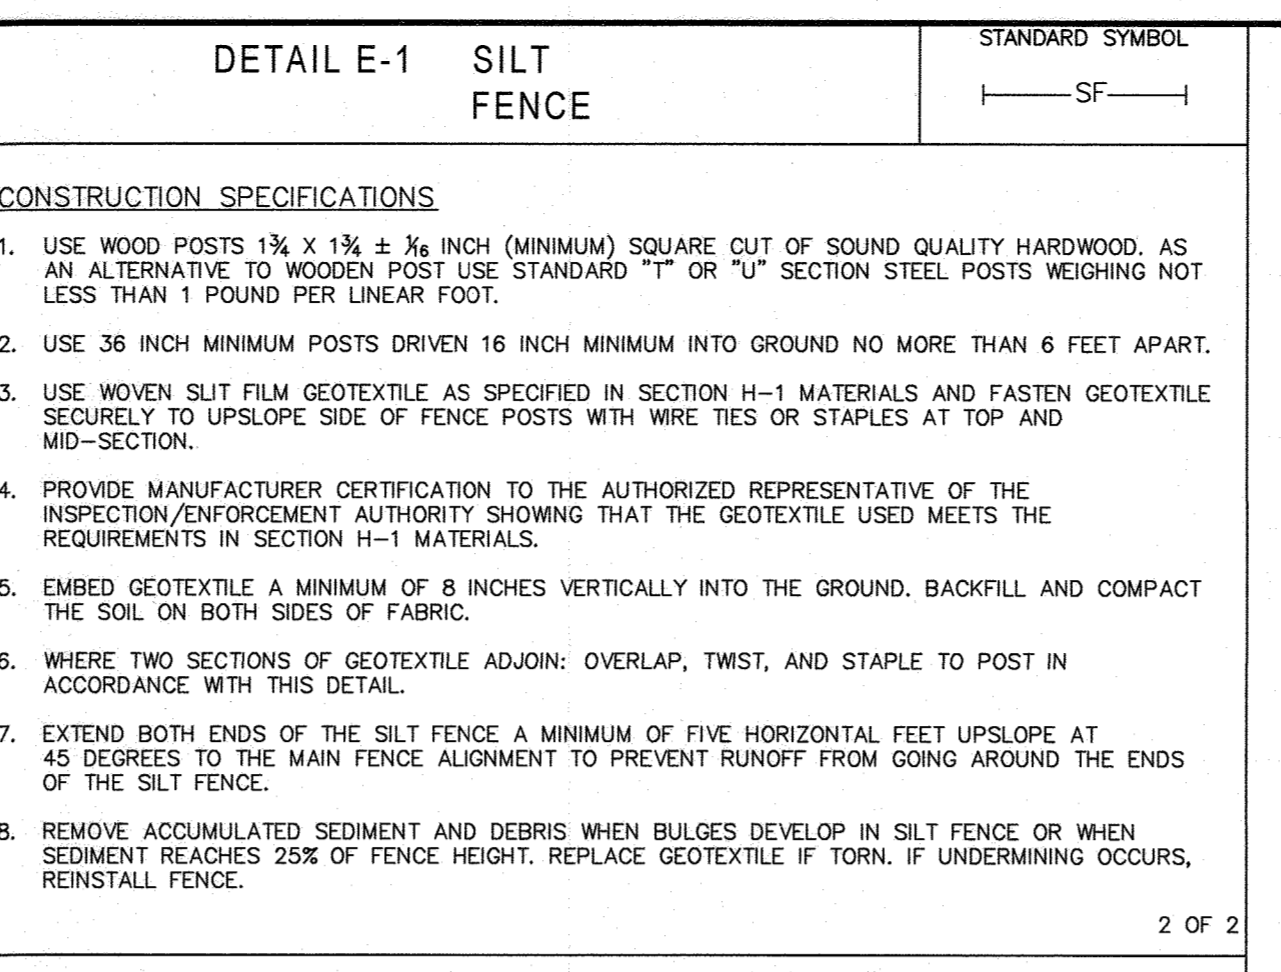 DETAIL E-1 SILT
FENCE
STANDARD SYMBOL
SF
CONSTRUCTION SPECIFICATIONS
1. USE WOOD POSTS 1¾ X 1¾ ± 1⁄16 INCH (MINIMUM) SQUARE CUT OF SOUND QUALITY HARDWOOD. AS
AN ALTERNATIVE TO WOODEN POST USE STANDARD "T" OR "U" SECTION STEEL POSTS WEIGHING NOT
LESS THAN 1 POUND PER LINEAR FOOT.
2. USE 36 INCH MINIMUM POSTS DRIVEN 16 INCH MINIMUM INTO GROUND NO MORE THAN 6 FEET APART.
3. USE WOVEN SLIT FILM GEOTEXTILE AS SPECIFIED IN SECTION H-1 MATERIALS AND FASTEN GEOTEXTILE
SECURELY TO UPSLOPE SIDE OF FENCE POSTS WITH WIRE TIES OR STAPLES AT TOP AND
MID-SECTION.
4. PROVIDE MANUFACTURER CERTIFICATION TO THE AUTHORIZED REPRESENTATIVE OF THE
INSPECTION/ENFORCEMENT AUTHORITY SHOWING THAT THE GEOTEXTILE USED MEETS THE
REQUIREMENTS IN SECTION H-1 MATERIALS.
5. EMBED GEOTEXTILE A MINIMUM OF 8 INCHES VERTICALLY INTO THE GROUND. BACKFILL AND COMPACT
THE SOIL ON BOTH SIDES OF FABRIC.
6. WHERE TWO SECTIONS OF GEOTEXTILE ADJOIN: OVERLAP, TWIST, AND STAPLE TO POST IN
ACCORDANCE WITH THIS DETAIL.
7. EXTEND BOTH ENDS OF THE SILT FENCE A MINIMUM OF FIVE HORIZONTAL FEET UPSLOPE AT
45 DEGREES TO THE MAIN FENCE ALIGNMENT TO PREVENT RUNOFF FROM GOING AROUND THE ENDS
OF THE SILT FENCE.
8. REMOVE ACCUMULATED SEDIMENT AND DEBRIS WHEN BULGES DEVELOP IN SILT FENCE OR WHEN
SEDIMENT REACHES 25% OF FENCE HEIGHT. REPLACE GEOTEXTILE IF TORN. IF UNDERMINING OCCURS,
REINSTALL FENCE.
2 OF 2